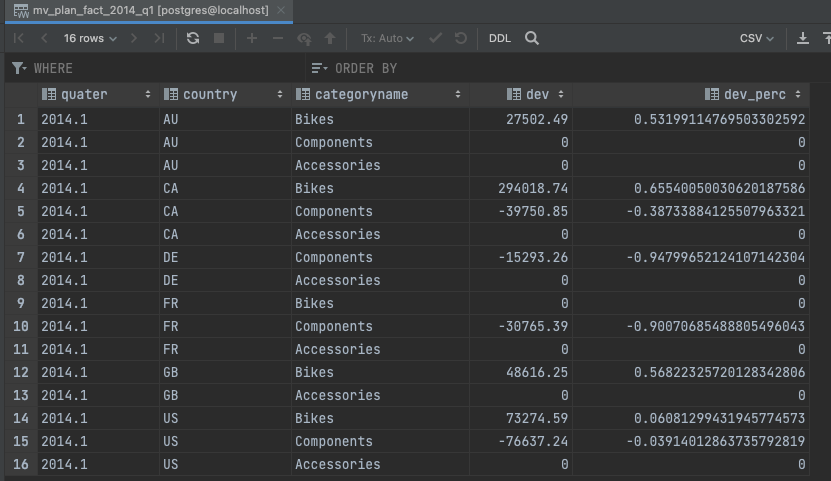 mv_plan_fact_2014_q1 [postgres@localhost]
16 rows Tx: Auto DDL CSV
WHERE ORDER BY
quater country categoryname dev dev_perc
1 2014.1 AU Bikes 27502.49 0.53199114769503302592
2 2014.1 AU Components 0 0
3 2014.1 AU Accessories 0 0
4 2014.1 CA Bikes 294018.74 0.65540050030620187586
5 2014.1 CA Components -39750.85 -0.38733884125507963321
6 2014.1 CA Accessories 0 0
7 2014.1 DE Components -15293.26 -0.94799652124107142304
8 2014.1 DE Accessories 0 0
9 2014.1 FR Bikes 0 0
10 2014.1 FR Components -30765.39 -0.90070685488805496043
11 2014.1 FR Accessories 0 0
12 2014.1 GB Bikes 48616.25 0.56822325720128342806
13 2014.1 GB Accessories 0 0
14 2014.1 US Bikes 73274.59 0.06081299431945774573
15 2014.1 US Components -76637.24 -0.03914012863735792819
16 2014.1 US Accessories 0 0